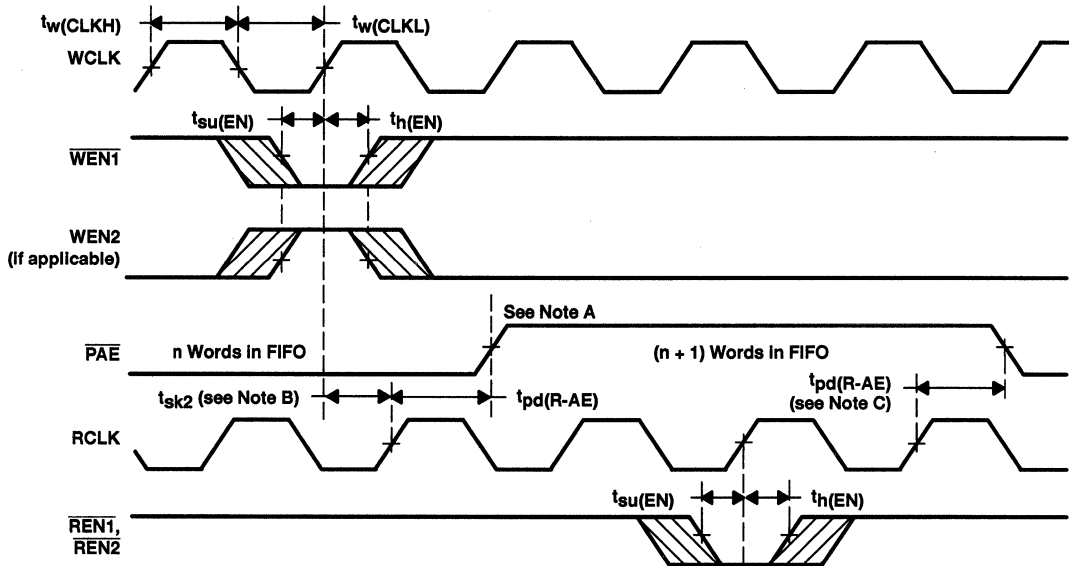 tw(CLKH)
tw(CLKL)
WCLK
tsu(EN)
th(EN)
WEN1
WEN2
(if applicable)
See Note A
PAE
n Words in FIFO
(n + 1) Words in FIFO
tsk2 (see Note B)
tpd(R-AE)
tpd(R-AE)
(see Note C)
RCLK
tsu(EN)
th(EN)
REN1,
REN2